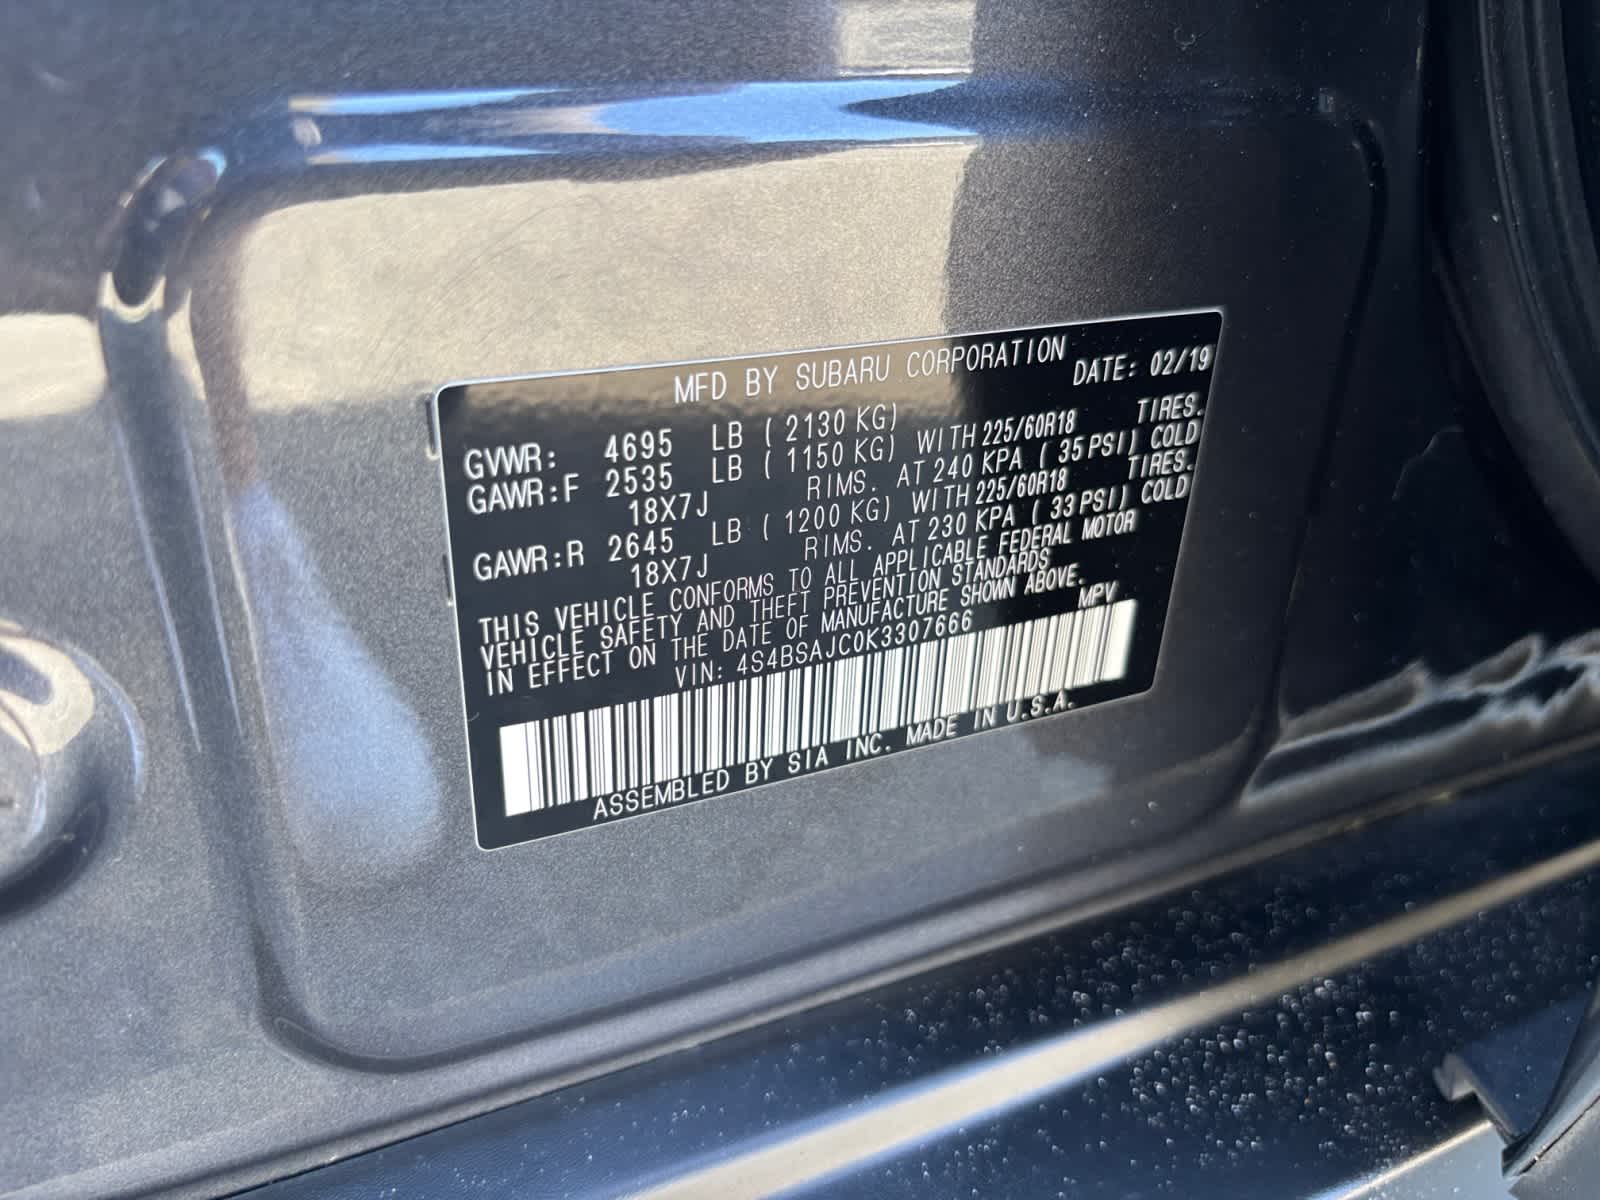 MFD BY SUBARU CORPORATION DATE: 02/19
GVWR: 4695 LB ( 2130 KG)
GAWR:F 2535 LB ( 1150 KG) WITH 225/60R18 TIRES.
18X7J RIMS. AT 240 KPA ( 35 PSI) COLD
GAWR:R 2645 LB ( 1200 KG) WITH 225/60R18 TIRES.
18X7J RIMS. AT 230 KPA ( 33 PSI) COLD
THIS VEHICLE CONFORMS TO ALL APPLICABLE FEDERAL MOTOR
VEHICLE SAFETY AND THEFT PREVENTION STANDARDS
IN EFFECT ON THE DATE OF MANUFACTURE SHOWN ABOVE.
VIN: 4S4BSAJC0K3307666 MPV
ASSEMBLED BY SIA INC. MADE IN U.S.A.